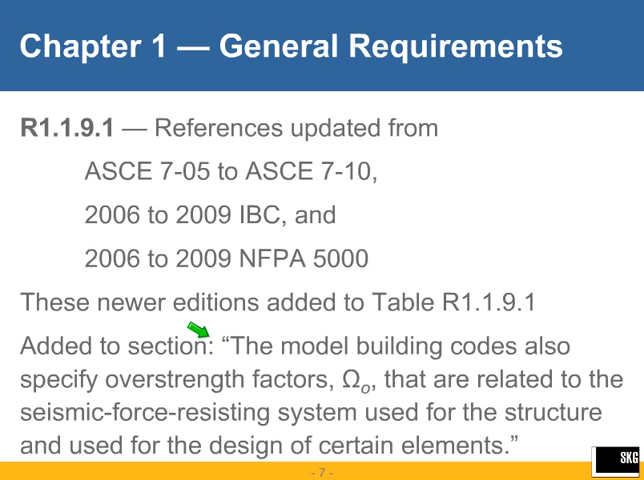 Chapter 1 — General Requirements
R1.1.9.1 — References updated from
ASCE 7-05 to ASCE 7-10,
2006 to 2009 IBC, and
2006 to 2009 NFPA 5000
These newer editions added to Table R1.1.9.1
Added to section: “The model building codes also
specify overstrength factors, Ωo, that are related to the
seismic-force-resisting system used for the structure
and used for the design of certain elements.”
- 7 -
SKG